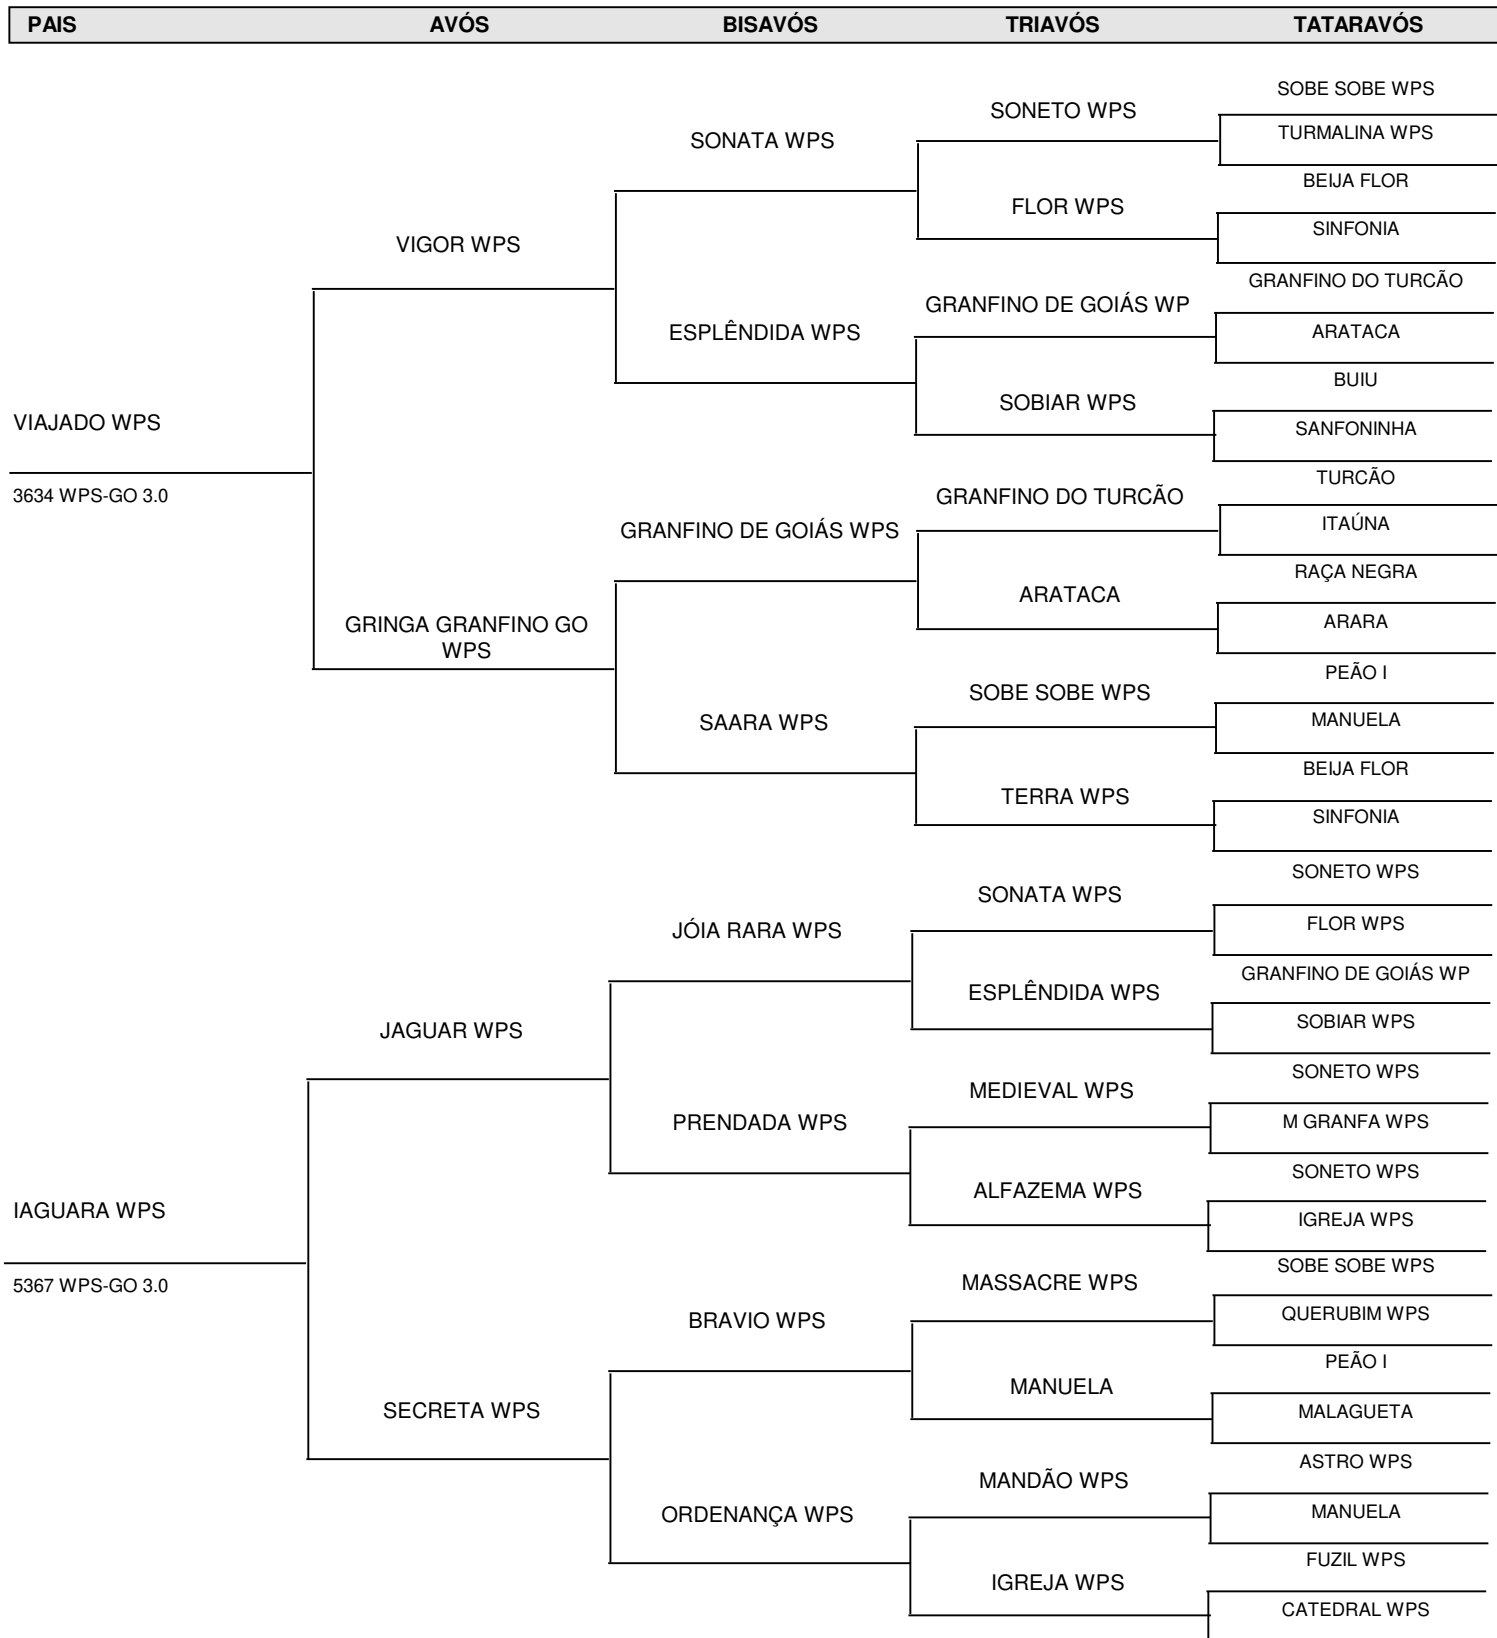 PAIS AVÓS BISAVÓS TRIAVÓS TATARAVÓS
SOBE SOBE WPS
SONETO WPS
TURMALINA WPS
SONATA WPS
BEIJA FLOR
FLOR WPS
SINFONIA
VIGOR WPS
GRANFINO DO TURCÃO
GRANFINO DE GOIÁS WP
ARATACA
ESPLÊNDIDA WPS
BUIU
SOBIAR WPS
SANFONINHA
VIAJADO WPS
3634 WPS-GO 3.0
TURCÃO
GRANFINO DO TURCÃO
ITAÚNA
GRANFINO DE GOIÁS WPS
RAÇA NEGRA
ARATACA
ARARA
GRINGA GRANFINO GO
WPS
PEÃO I
SOBE SOBE WPS
MANUELA
SAARA WPS
BEIJA FLOR
TERRA WPS
SINFONIA
SONETO WPS
SONATA WPS
FLOR WPS
JÓIA RARA WPS
GRANFINO DE GOIÁS WP
ESPLÊNDIDA WPS
SOBIAR WPS
JAGUAR WPS
SONETO WPS
MEDIEVAL WPS
M GRANFA WPS
PRENDADA WPS
SONETO WPS
ALFAZEMA WPS
IGREJA WPS
IAGUARA WPS
5367 WPS-GO 3.0
SOBE SOBE WPS
MASSACRE WPS
QUERUBIM WPS
BRAVIO WPS
PEÃO I
MANUELA
MALAGUETA
SECRETA WPS
ASTRO WPS
MANDÃO WPS
MANUELA
ORDENANÇA WPS
FUZIL WPS
IGREJA WPS
CATEDRAL WPS